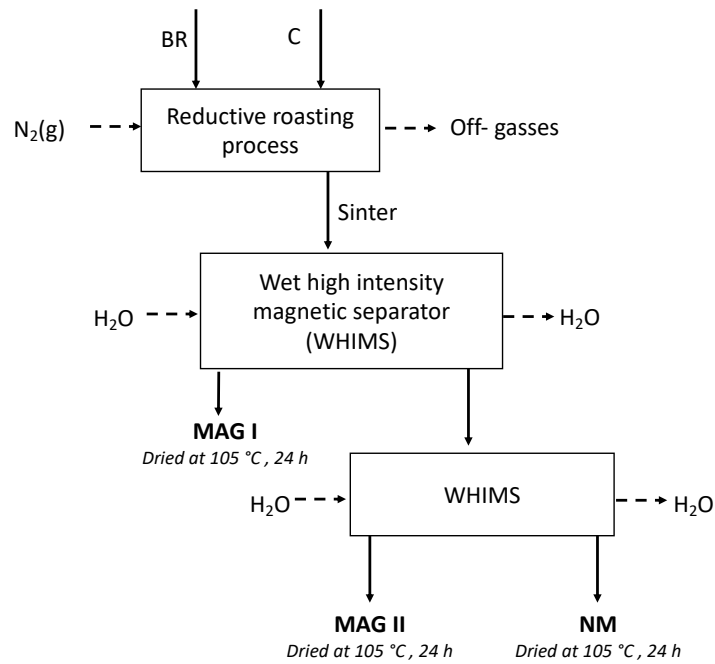 BR
C
N₂(g)
Reductive roasting
process
Off- gasses
Sinter
Wet high intensity
magnetic separator
(WHIMS)
H₂O
H₂O
MAG I
Dried at 105 °C , 24 h
H₂O
WHIMS
H₂O
MAG II
Dried at 105 °C , 24 h
NM
Dried at 105 °C , 24 h